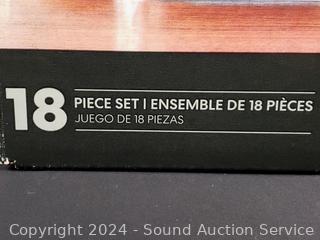 18 PIECE SET | ENSEMBLE DE 18 PIÈCES
JUEGO DE 18 PIEZAS
Copyright 2024 - Sound Auction Service